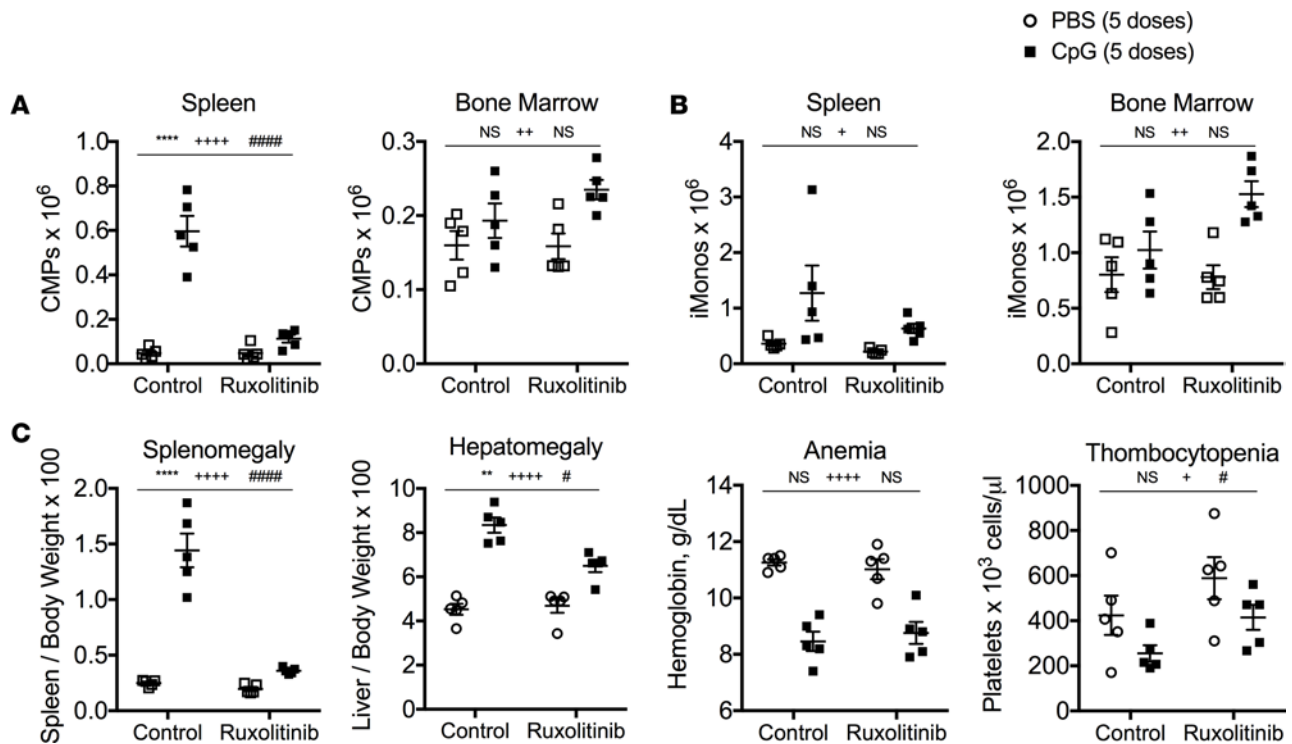 PBS (5 doses)
CpG (5 doses)
A
Spleen
CMPs x 10⁶
1.0
0.8
0.6
0.4
0.2
0.0
**** ++++ ####
Control Ruxolitinib
Bone Marrow
CMPs x 10⁶
0.3
0.2
0.1
0.0
NS ++ NS
Control Ruxolitinib
B
Spleen
iMonos x 10⁶
4
3
2
1
0
NS + NS
Control Ruxolitinib
Bone Marrow
iMonos x 10⁶
2.0
1.5
1.0
0.5
0.0
NS ++ NS
Control Ruxolitinib
C
Splenomegaly
Spleen / Body Weight x 100
2.0
1.5
1.0
0.5
0.0
**** ++++ ####
Control Ruxolitinib
Hepatomegaly
Liver / Body Weight x 100
10
8
6
4
2
0
** ++++ #
Control Ruxolitinib
Anemia
Hemoglobin, g/dL
14
12
10
8
6
NS ++++ NS
Control Ruxolitinib
Thrombocytopenia
Platelets x 10³ cells/µl
1000
800
600
400
200
0
NS + #
Control Ruxolitinib